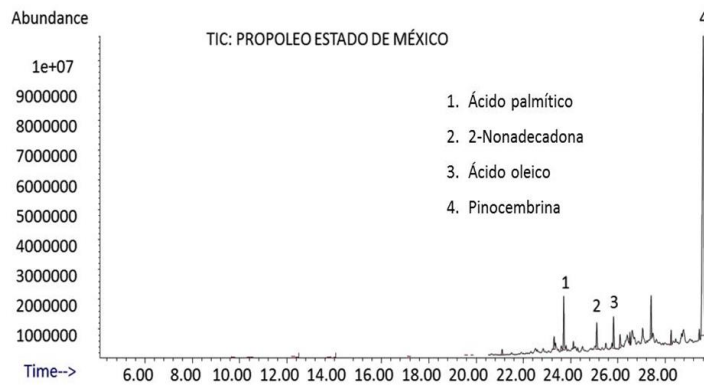 Abundance
4
TIC: PROPOLEO ESTADO DE MÉXICO
1e+07
9000000
8000000
7000000
6000000
5000000
4000000
3000000
2000000
1000000
1. Ácido palmítico
2. 2-Nonadecadona
3. Ácido oleico
4. Pinocembrina
1
2
3
Time-->
6.00 8.00 10.00 12.00 14.00 16.00 18.00 20.00 22.00 24.00 26.00 28.00